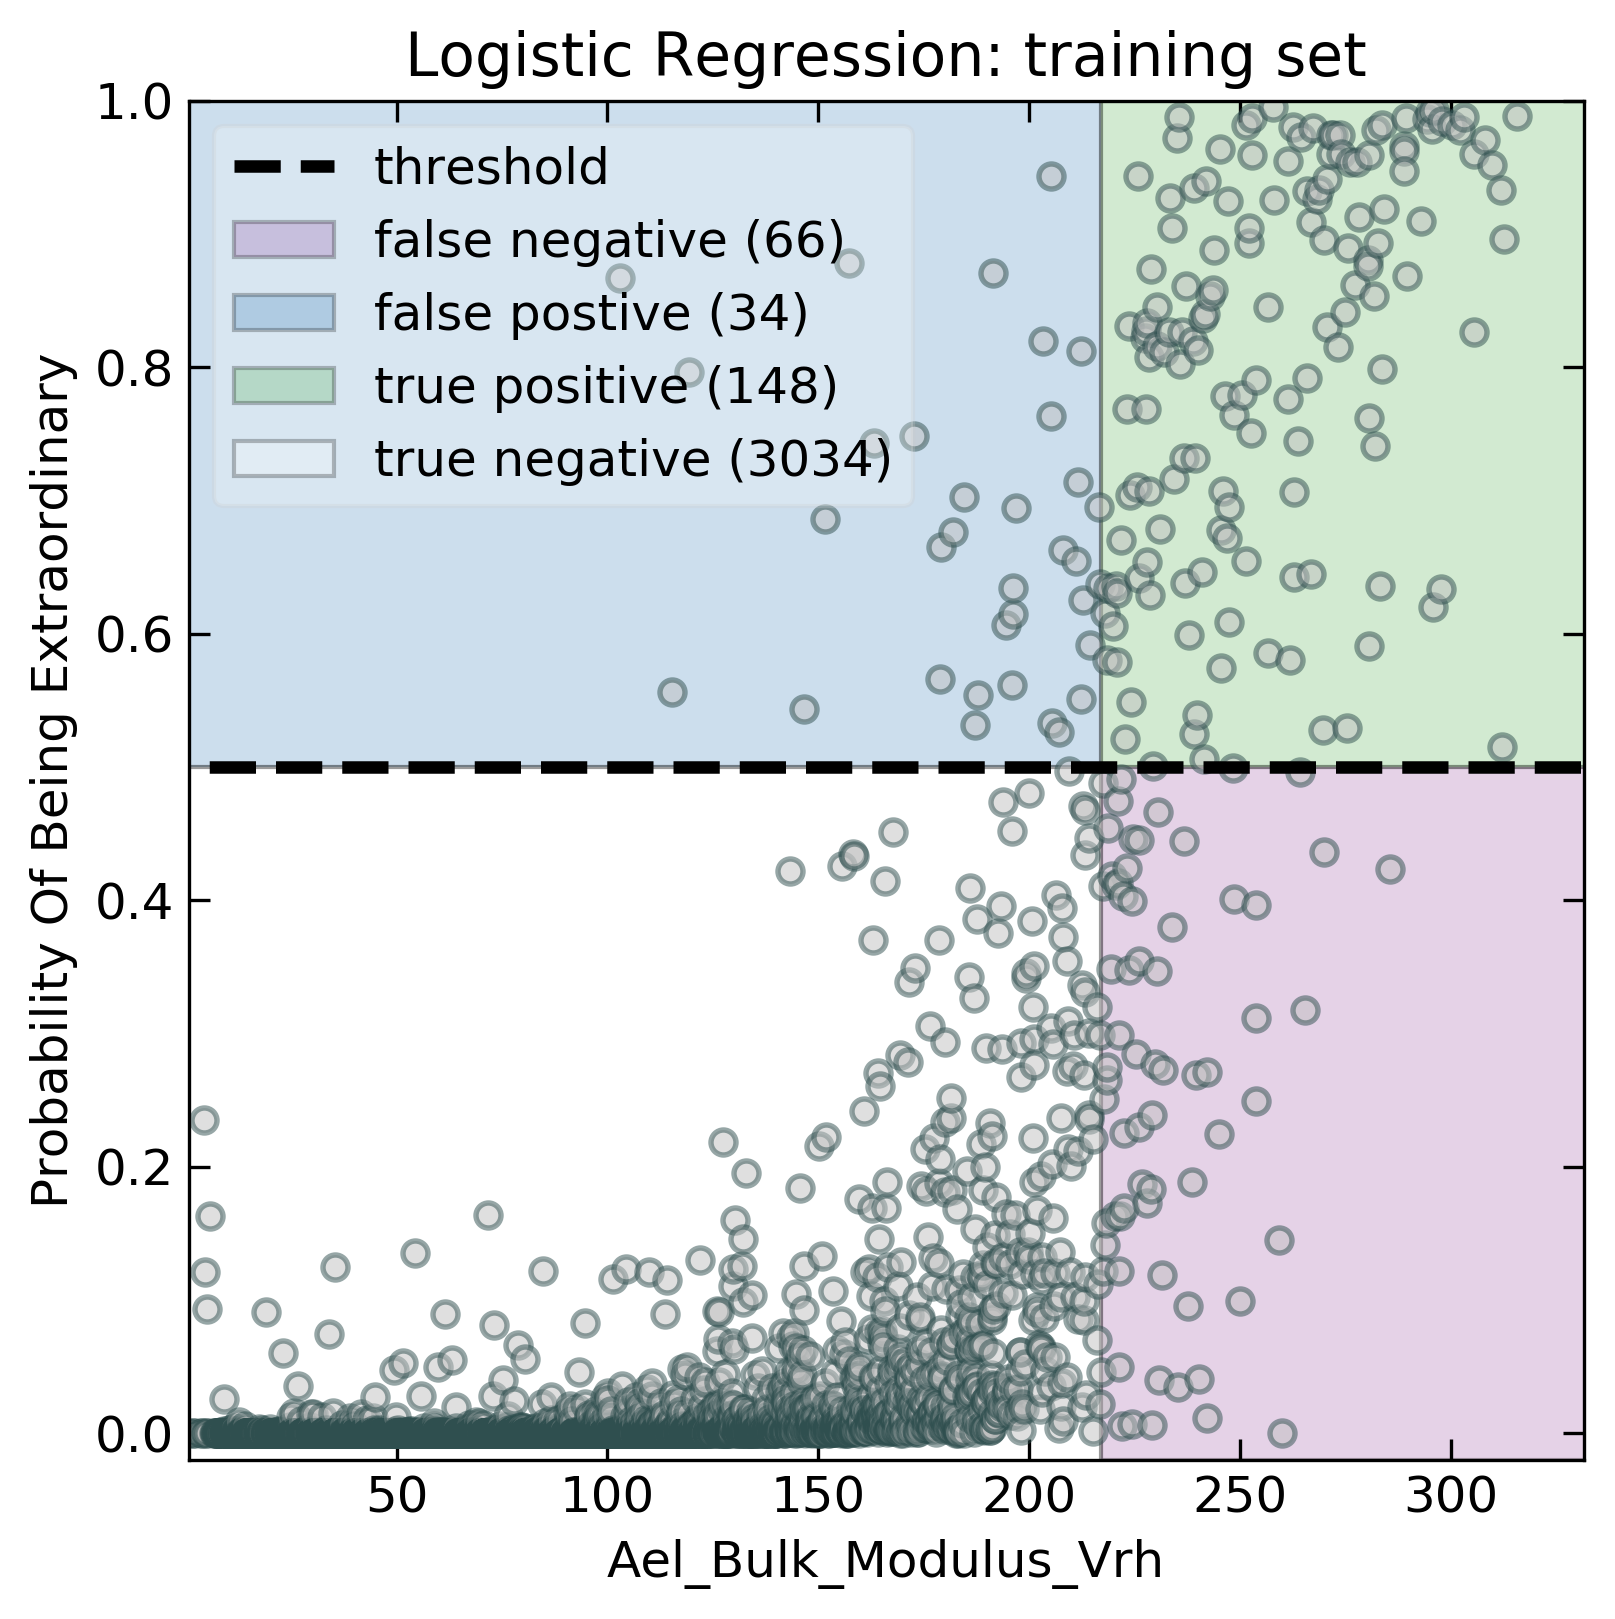 Logistic Regression: training set
threshold
false negative (66)
false postive (34)
true positive (148)
true negative (3034)
Probability Of Being Extraordinary
1.0
0.8
0.6
0.4
0.2
0.0
50 100 150 200 250 300
Ael_Bulk_Modulus_Vrh